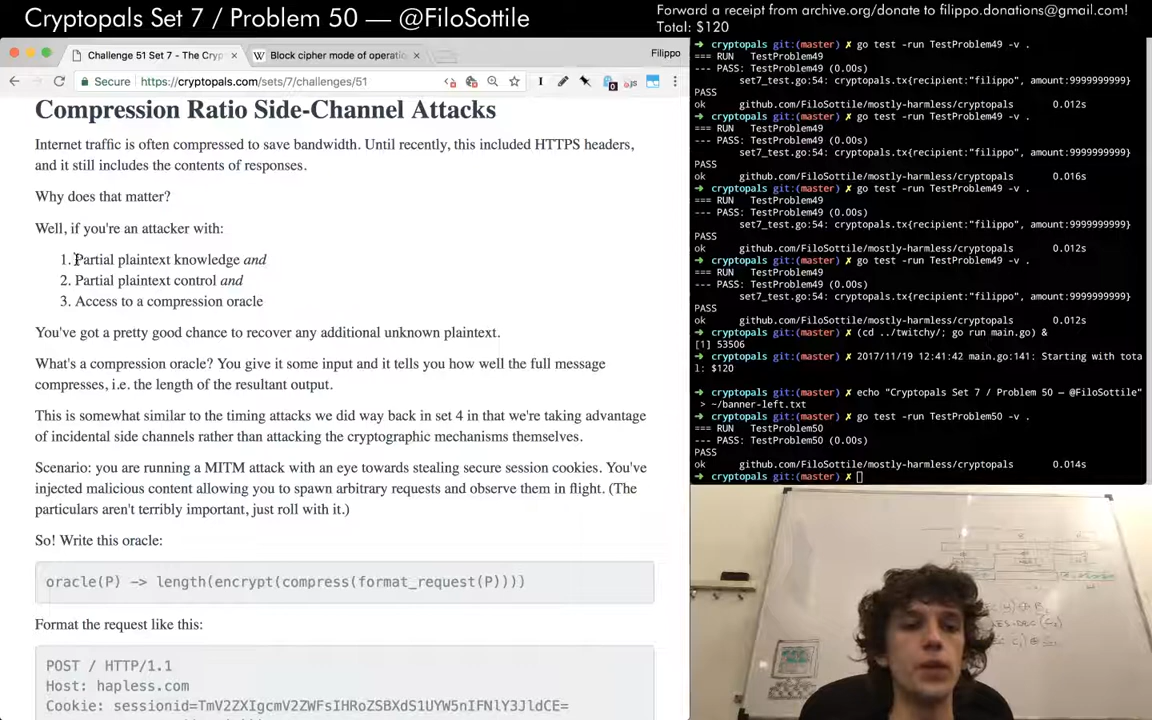 Cryptopals Set 7 / Problem 50 — @FiloSottile
Forward a receipt from archive.org/donate to filippo.donations@gmail.com!
Total: $120
Challenge 51 Set 7 - The Cryp
Block cipher mode of operatio
Filippo
Secure
https://cryptopals.com/sets/7/challenges/51
Compression Ratio Side-Channel Attacks
Internet traffic is often compressed to save bandwidth. Until recently, this included HTTPS headers,
and it still includes the contents of responses.
Why does that matter?
Well, if you're an attacker with:
1. Partial plaintext knowledge and
2. Partial plaintext control and
3. Access to a compression oracle
You've got a pretty good chance to recover any additional unknown plaintext.
What's a compression oracle? You give it some input and it tells you how well the full message
compresses, i.e. the length of the resultant output.
This is somewhat similar to the timing attacks we did way back in set 4 in that we're taking advantage
of incidental side channels rather than attacking the cryptographic mechanisms themselves.
Scenario: you are running a MITM attack with an eye towards stealing secure session cookies. You've
injected malicious content allowing you to spawn arbitrary requests and observe them in flight. (The
particulars aren't terribly important, just roll with it.)
So! Write this oracle:
oracle(P) -> length(encrypt(compress(format_request(P))))
Format the request like this:
POST / HTTP/1.1
Host: hapless.com
Cookie: sessionid=TmV2ZXIgcmV2ZWFsIHRoZSBXdS1UYW5nIFNlY3JldCE=
➜ cryptopals git:(master) ✗ go test -run TestProblem49 -v .
=== RUN TestProblem49
--- PASS: TestProblem49 (0.00s)
set7_test.go:54: cryptopals.tx{recipient:"filippo", amount:9999999999}
PASS
ok github.com/FiloSottile/mostly-harmless/cryptopals 0.012s
➜ cryptopals git:(master) ✗ go test -run TestProblem49 -v .
=== RUN TestProblem49
--- PASS: TestProblem49 (0.00s)
set7_test.go:54: cryptopals.tx{recipient:"filippo", amount:9999999999}
PASS
ok github.com/FiloSottile/mostly-harmless/cryptopals 0.016s
➜ cryptopals git:(master) ✗ go test -run TestProblem49 -v .
=== RUN TestProblem49
--- PASS: TestProblem49 (0.00s)
set7_test.go:54: cryptopals.tx{recipient:"filippo", amount:9999999999}
PASS
ok github.com/FiloSottile/mostly-harmless/cryptopals 0.012s
➜ cryptopals git:(master) ✗ go test -run TestProblem49 -v .
=== RUN TestProblem49
--- PASS: TestProblem49 (0.00s)
set7_test.go:54: cryptopals.tx{recipient:"filippo", amount:9999999999}
PASS
ok github.com/FiloSottile/mostly-harmless/cryptopals 0.012s
➜ cryptopals git:(master) ✗ (cd ../twitchy/; go run main.go) &
[1] 53506
➜ cryptopals git:(master) ✗ 2017/11/19 12:41:42 main.go:141: Starting with tota
l: $120
➜ cryptopals git:(master) ✗ echo "Cryptopals Set 7 / Problem 50 — @FiloSottile"
> ~/banner-left.txt
➜ cryptopals git:(master) ✗ go test -run TestProblem50 -v .
=== RUN TestProblem50
--- PASS: TestProblem50 (0.00s)
PASS
ok github.com/FiloSottile/mostly-harmless/cryptopals 0.014s
➜ cryptopals git:(master) ✗